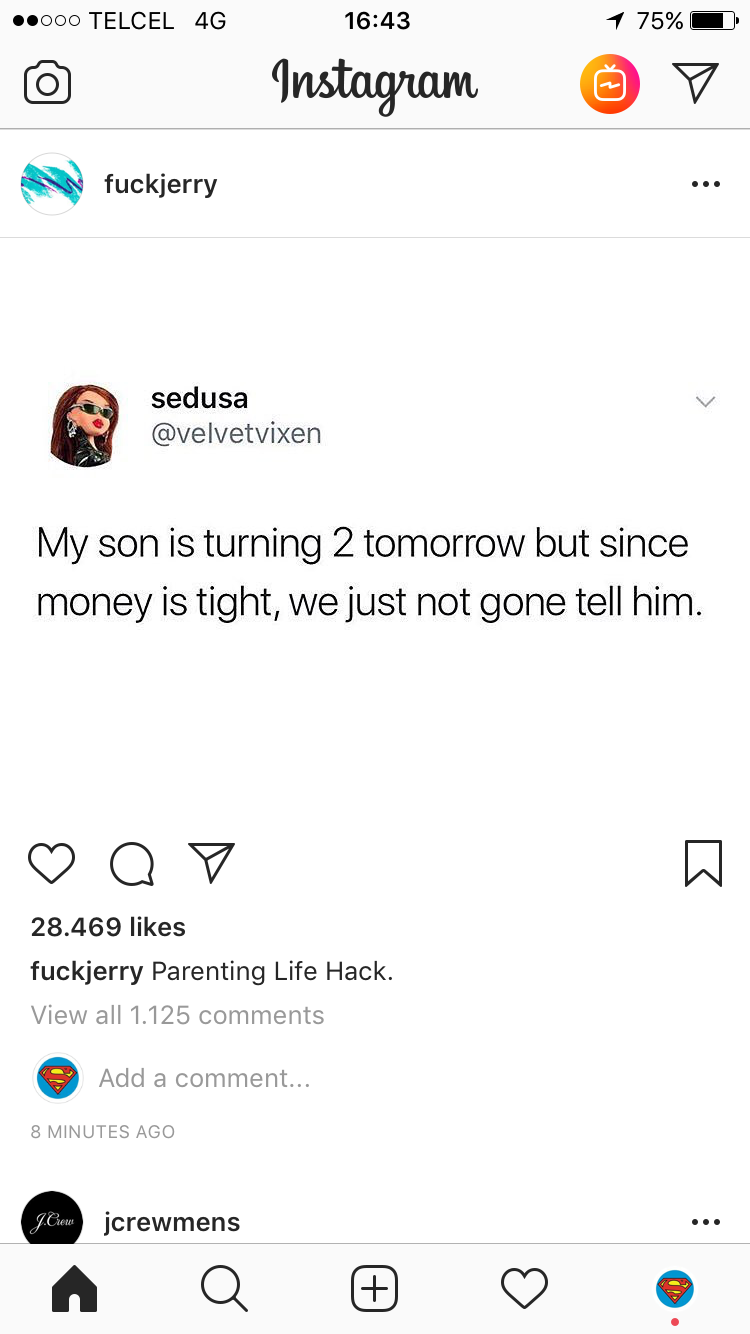 TELCEL 4G 16:43 75%
Instagram
fuckjerry
sedusa
@velvetvixen
My son is turning 2 tomorrow but since
money is tight, we just not gone tell him.
28.469 likes
fuckjerry Parenting Life Hack.
View all 1.125 comments
Add a comment...
8 MINUTES AGO
J.Crew jcrewmens